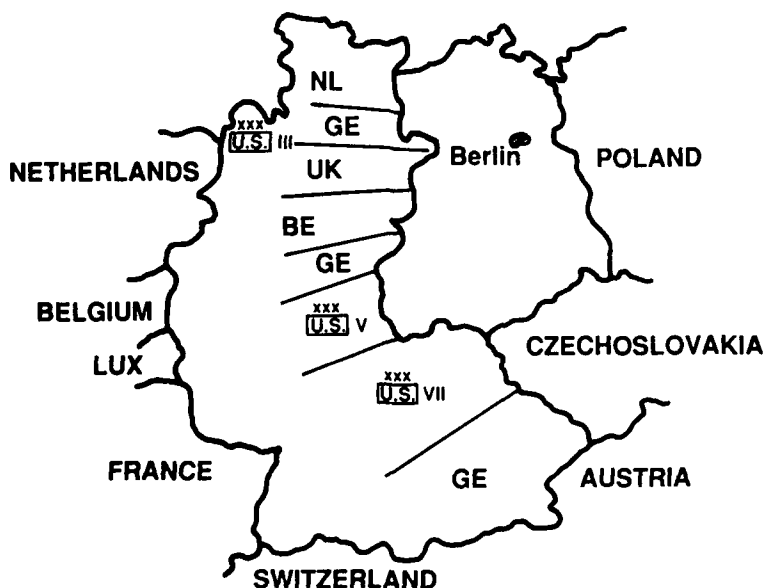 NL
GE
xxx
U.S. III
UK
Berlin
POLAND
NETHERLANDS
BE
GE
BELGIUM
xxx
U.S. V
LUX
CZECHOSLOVAKIA
xxx
U.S. VII
FRANCE
GE
AUSTRIA
SWITZERLAND